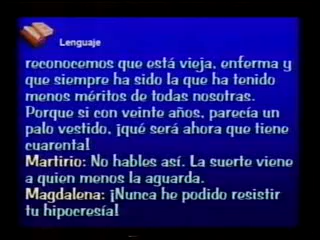 Lenguaje
reconocemos que está vieja, enferma y
que siempre ha sido la que ha tenido
menos méritos de todas nosotras.
Porque si con veinte años, parecía un
palo vestido, ¡qué será ahora que tiene
cuarenta!
Martirio: No hables así. La suerte viene
a quien menos la aguarda.
Magdalena: ¡Nunca he podido resistir
tu hipocresía!